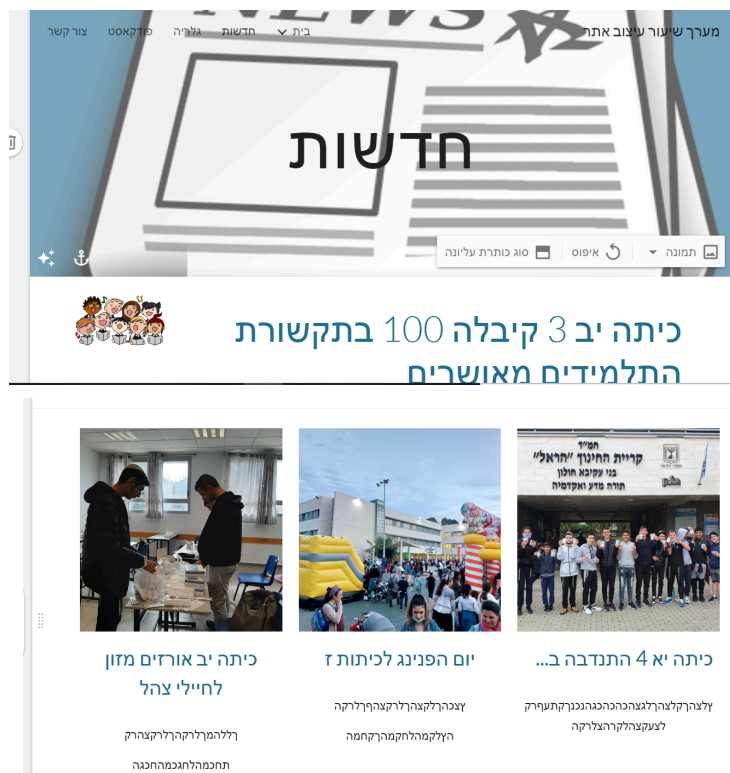 מערך שיעור עיצוב אתר
בית
חדשות
גלריה
פודקאסט
צור קשר
NEWS
חדשות
תמונה
איפוס
סוג כותרת עליונה
כיתה יב 3 קיבלה 100 בתקשורת
התלמידים מאושרים
חמ"ד
קריית החינוך "הראל"
בני עקיבא חולון
תורה מדע ואקדמיה
כיתה יא 4 התנדבה ב...
יום הפנינג לכיתות ז
כיתה יב אורזים מזון
לחיילי צהל
לצעקצהלקרהצלרקה